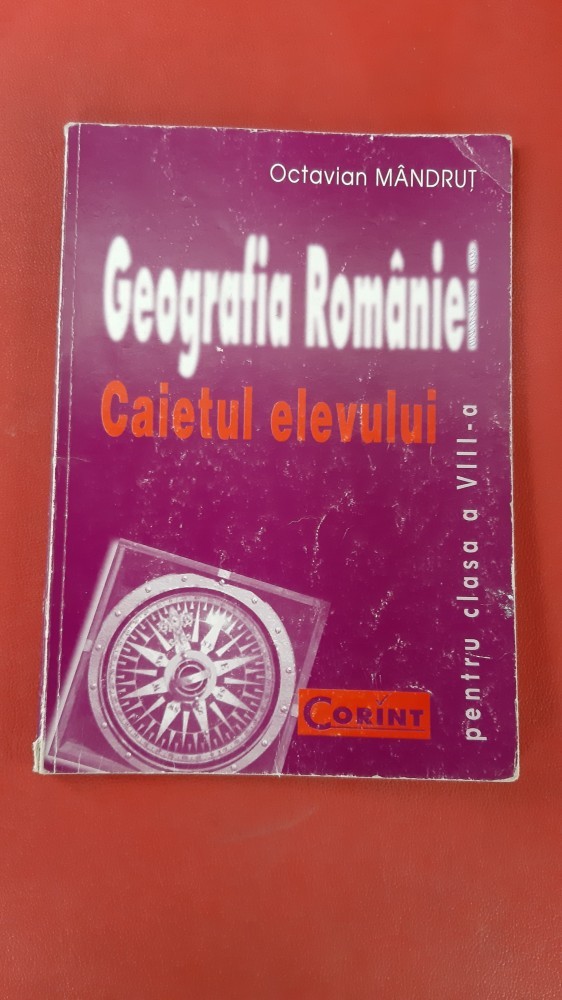 Octavian MÂNDRUȚ
Geografia României
Caietul elevului
pentru clasa a VIII-a
CORINT